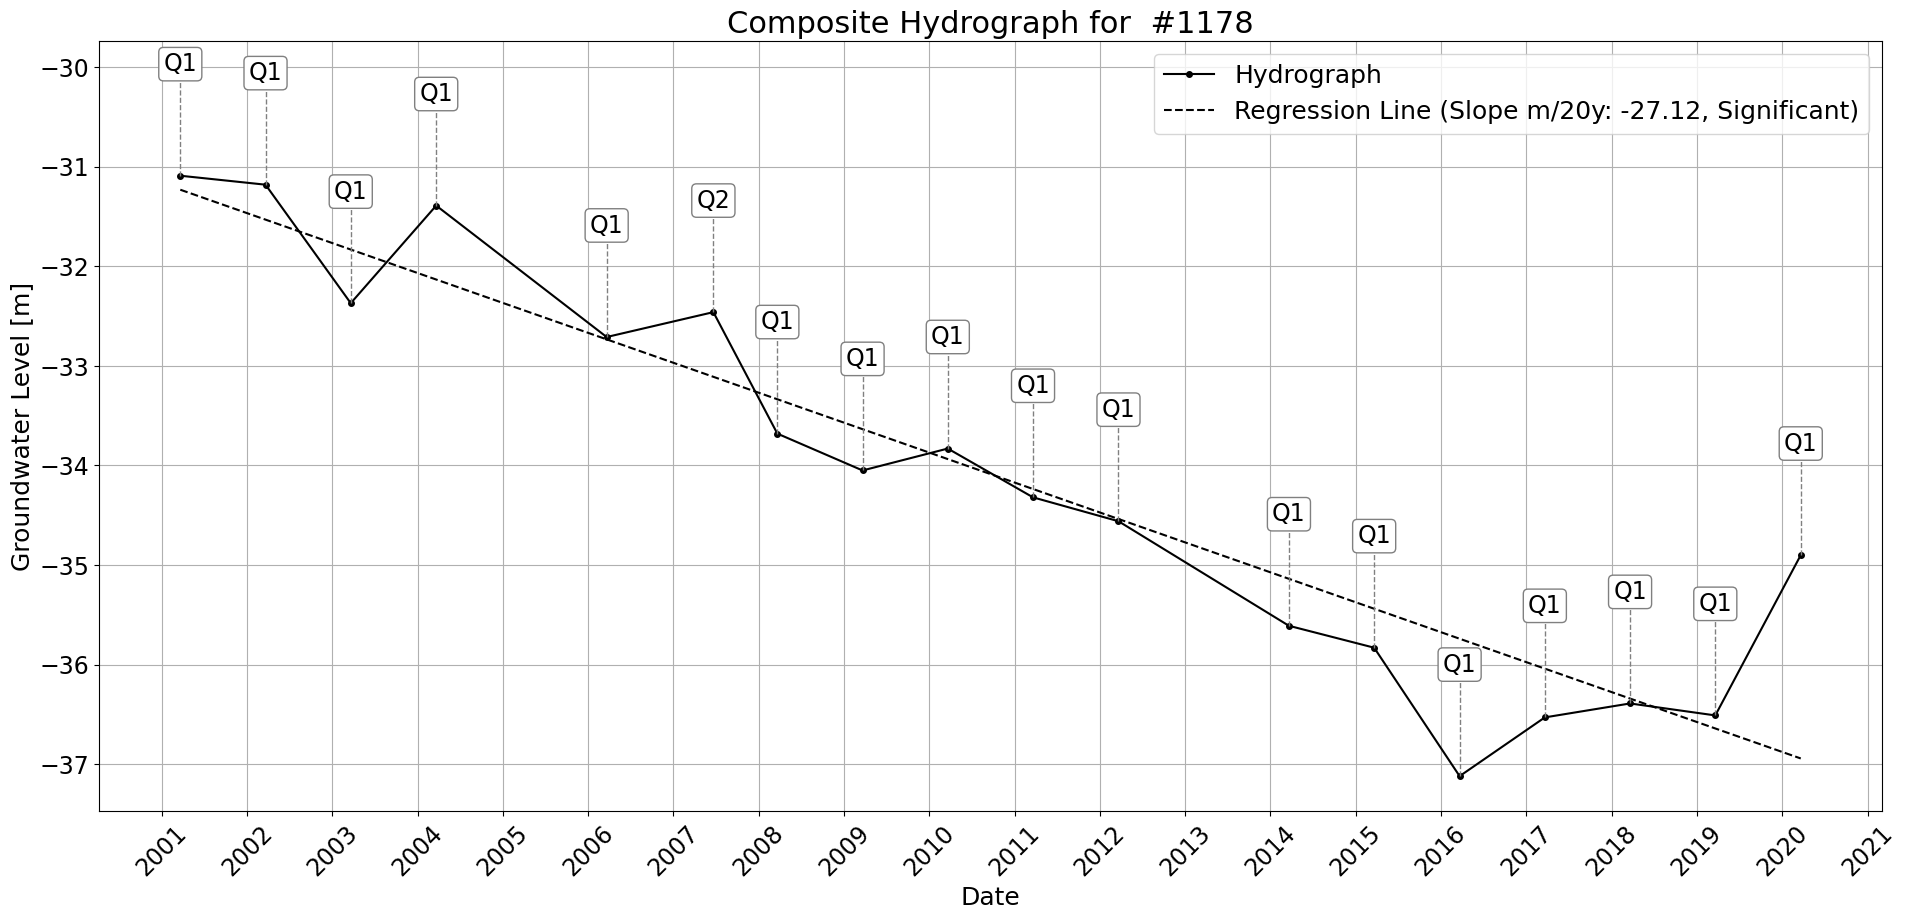 Composite Hydrograph for  #1178
Hydrograph
Regression Line (Slope m/20y: -27.12, Significant)
Groundwater Level [m]
−30
−31
−32
−33
−34
−35
−36
−37
Q1
Q1
Q1
Q1
Q1
Q2
Q1
Q1
Q1
Q1
Q1
Q1
Q1
Q1
Q1
Q1
Q1
Q1
2001
2002
2003
2004
2005
2006
2007
2008
2009
2010
2011
2012
2013
2014
2015
2016
2017
2018
2019
2020
2021
Date